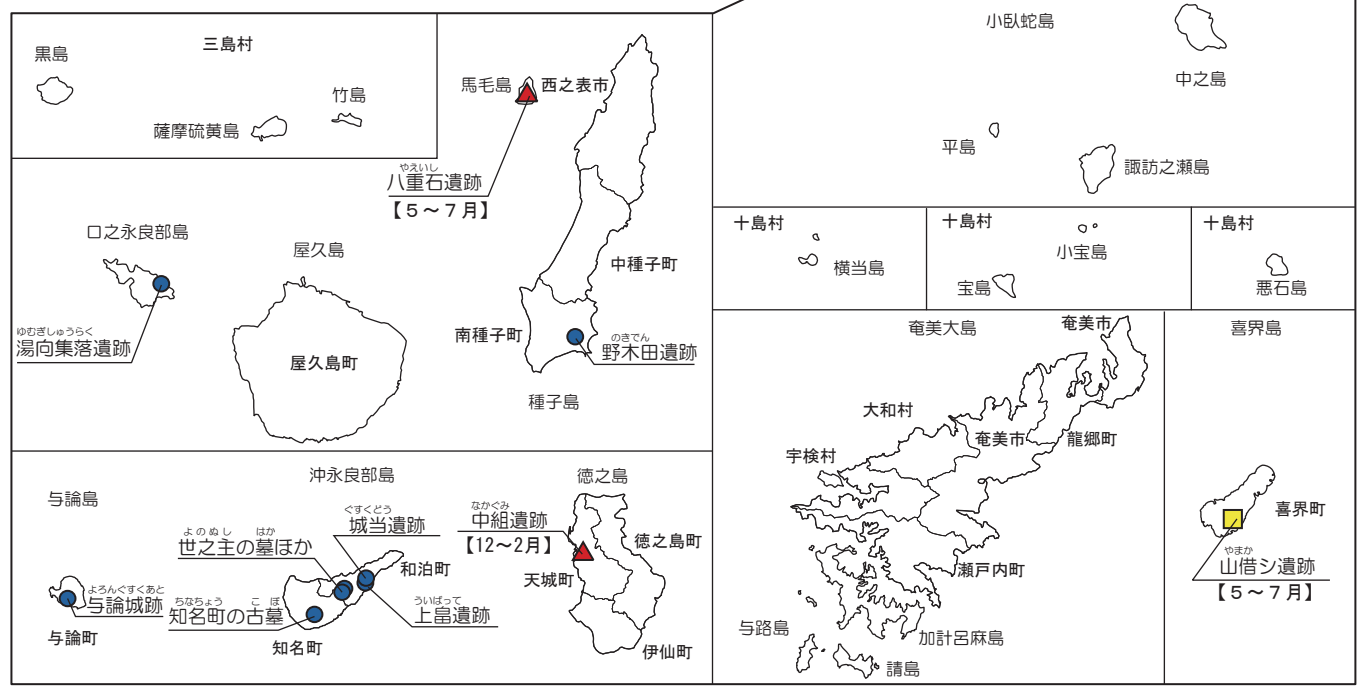 三島村
黒島
竹島
薩摩硫黄島
馬毛島
西之表市
やえいし
八重石遺跡
【5～7月】
口之永良部島
屋久島
ゆむぎしゅうらく
湯向集落遺跡
屋久島町
中種子町
南種子町
のきでん
野木田遺跡
種子島
小臥蛇島
中之島
平島
諏訪之瀬島
十島村
横当島
十島村
小宝島
宝島
十島村
悪石島
与論島
沖永良部島
徳之島
ぐすくどう
城当遺跡
よのぬし はか
世之主の墓ほか
なかぐみ
中組遺跡
【12～2月】
徳之島町
和泊町
天城町
よろんぐすくあと
与論城跡
ちなちょう こぼ
知名町の古墓
ういばって
上畠遺跡
与論町
知名町
伊仙町
奄美大島
奄美市
大和村
奄美市
龍郷町
宇検村
瀬戸内町
与路島
加計呂麻島
請島
喜界島
喜界町
やまか
山借シ遺跡
【5～7月】